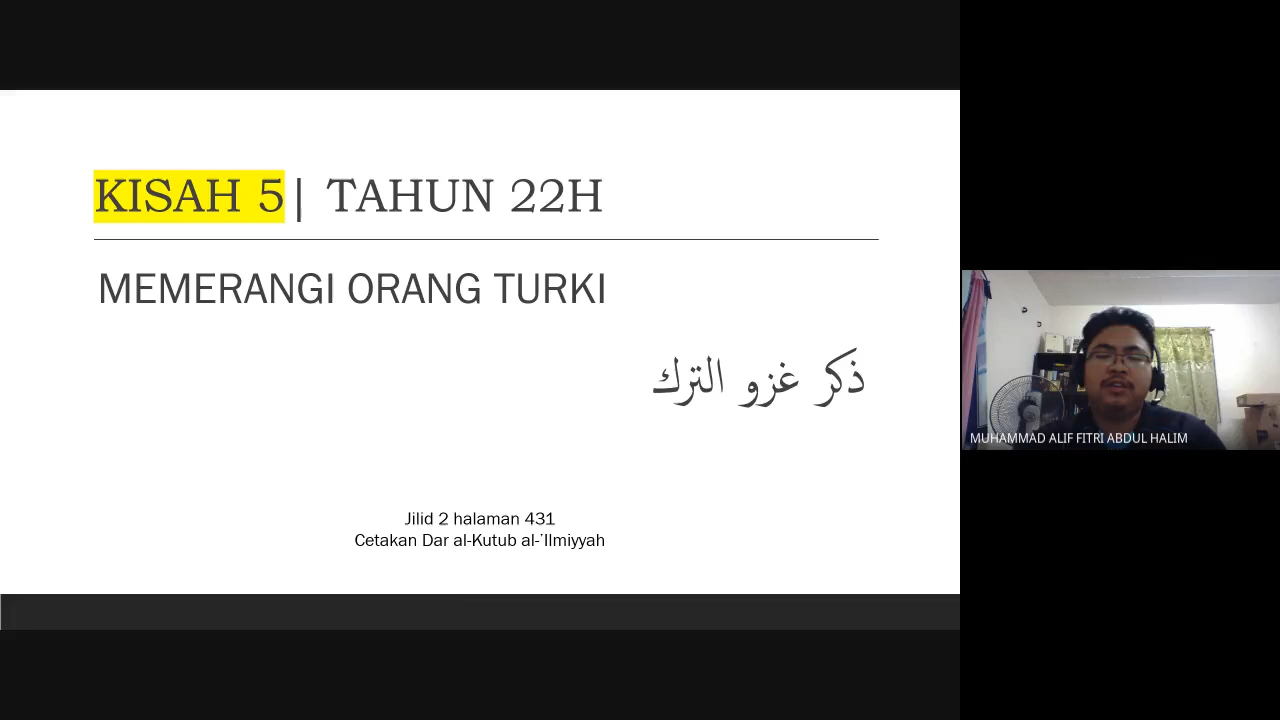 KISAH 5| TAHUN 22H
MEMERANGI ORANG TURKI
ذكر غزو الترك
Jilid 2 halaman 431
Cetakan Dar al-Kutub al-'Ilmiyyah
MUHAMMAD ALIF FITRI ABDUL HALIM